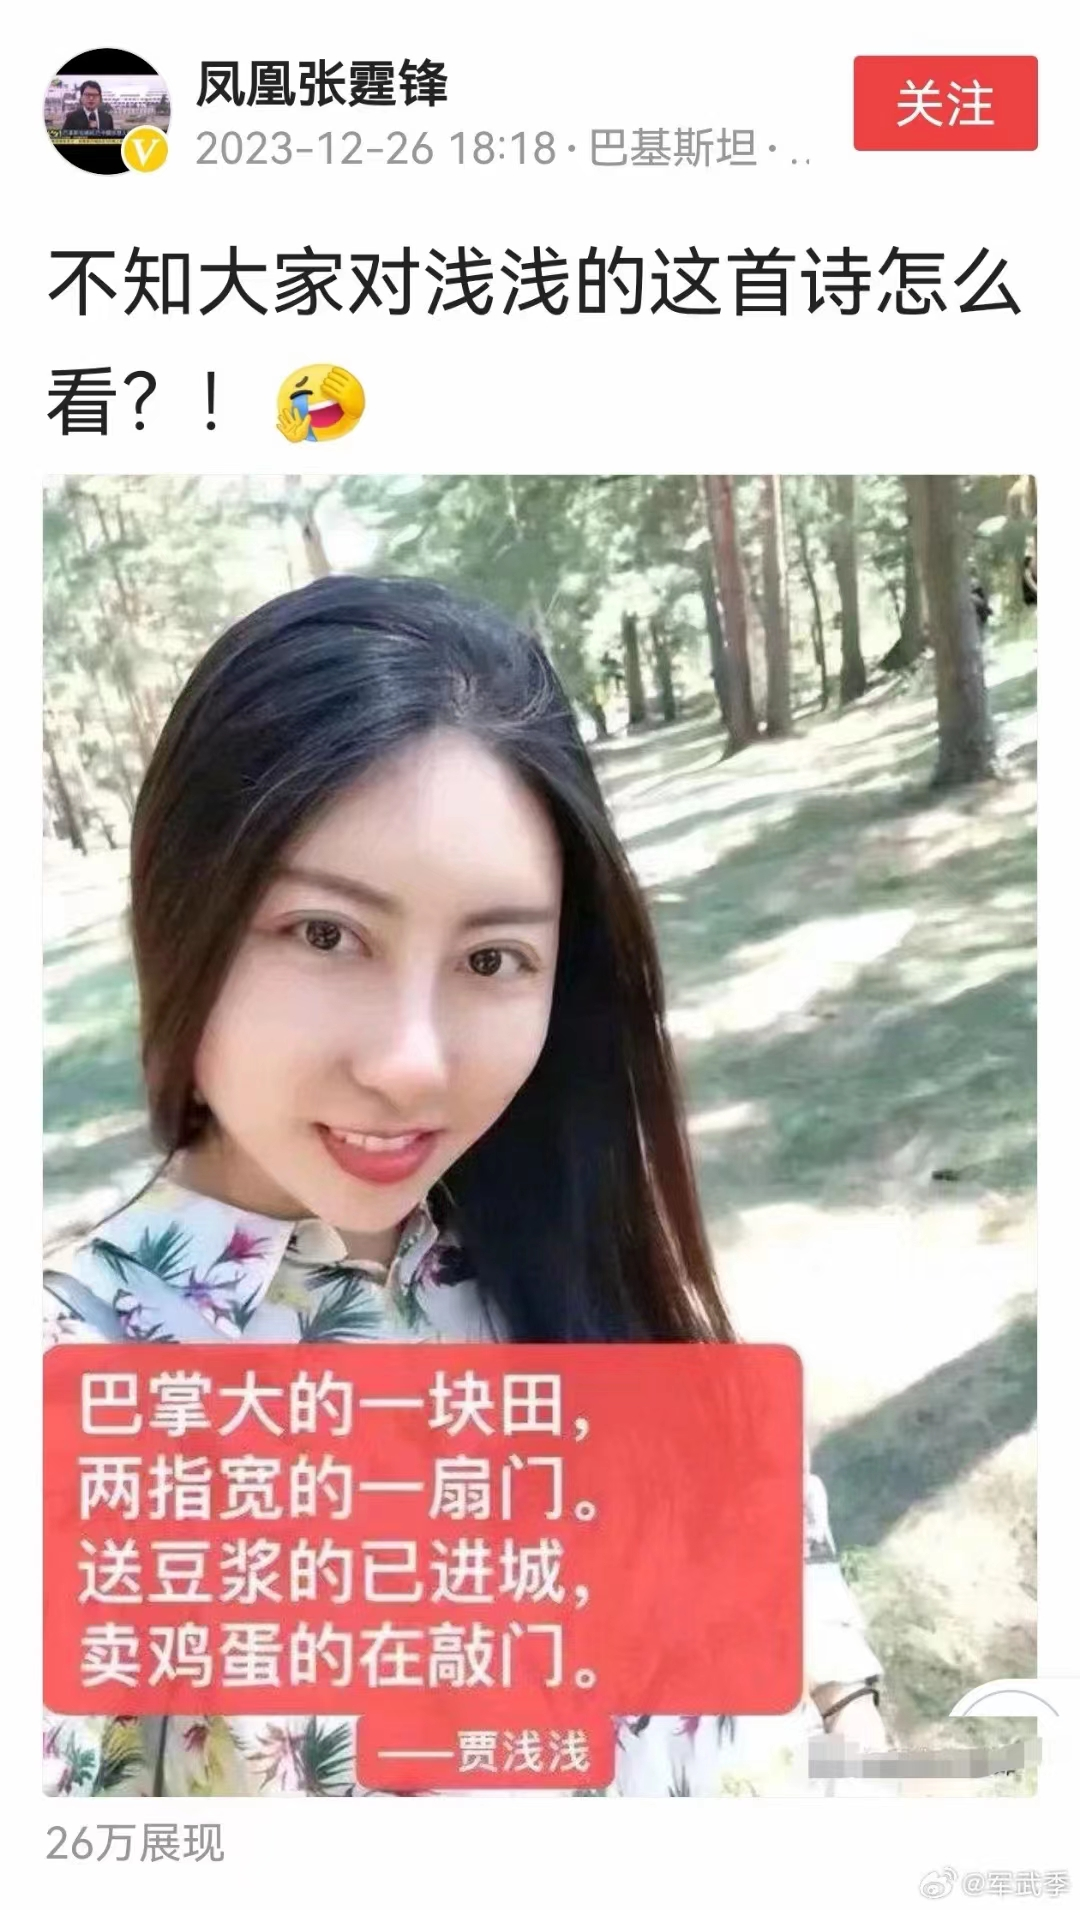 凤凰张霆锋
关注
2023-12-26 18:18·巴基斯坦·..
不知大家对浅浅的这首诗怎么
看？！
巴掌大的一块田，
两指宽的一扇门。
送豆浆的已进城，
卖鸡蛋的在敲门。
——贾浅浅
26万展现
@军武季